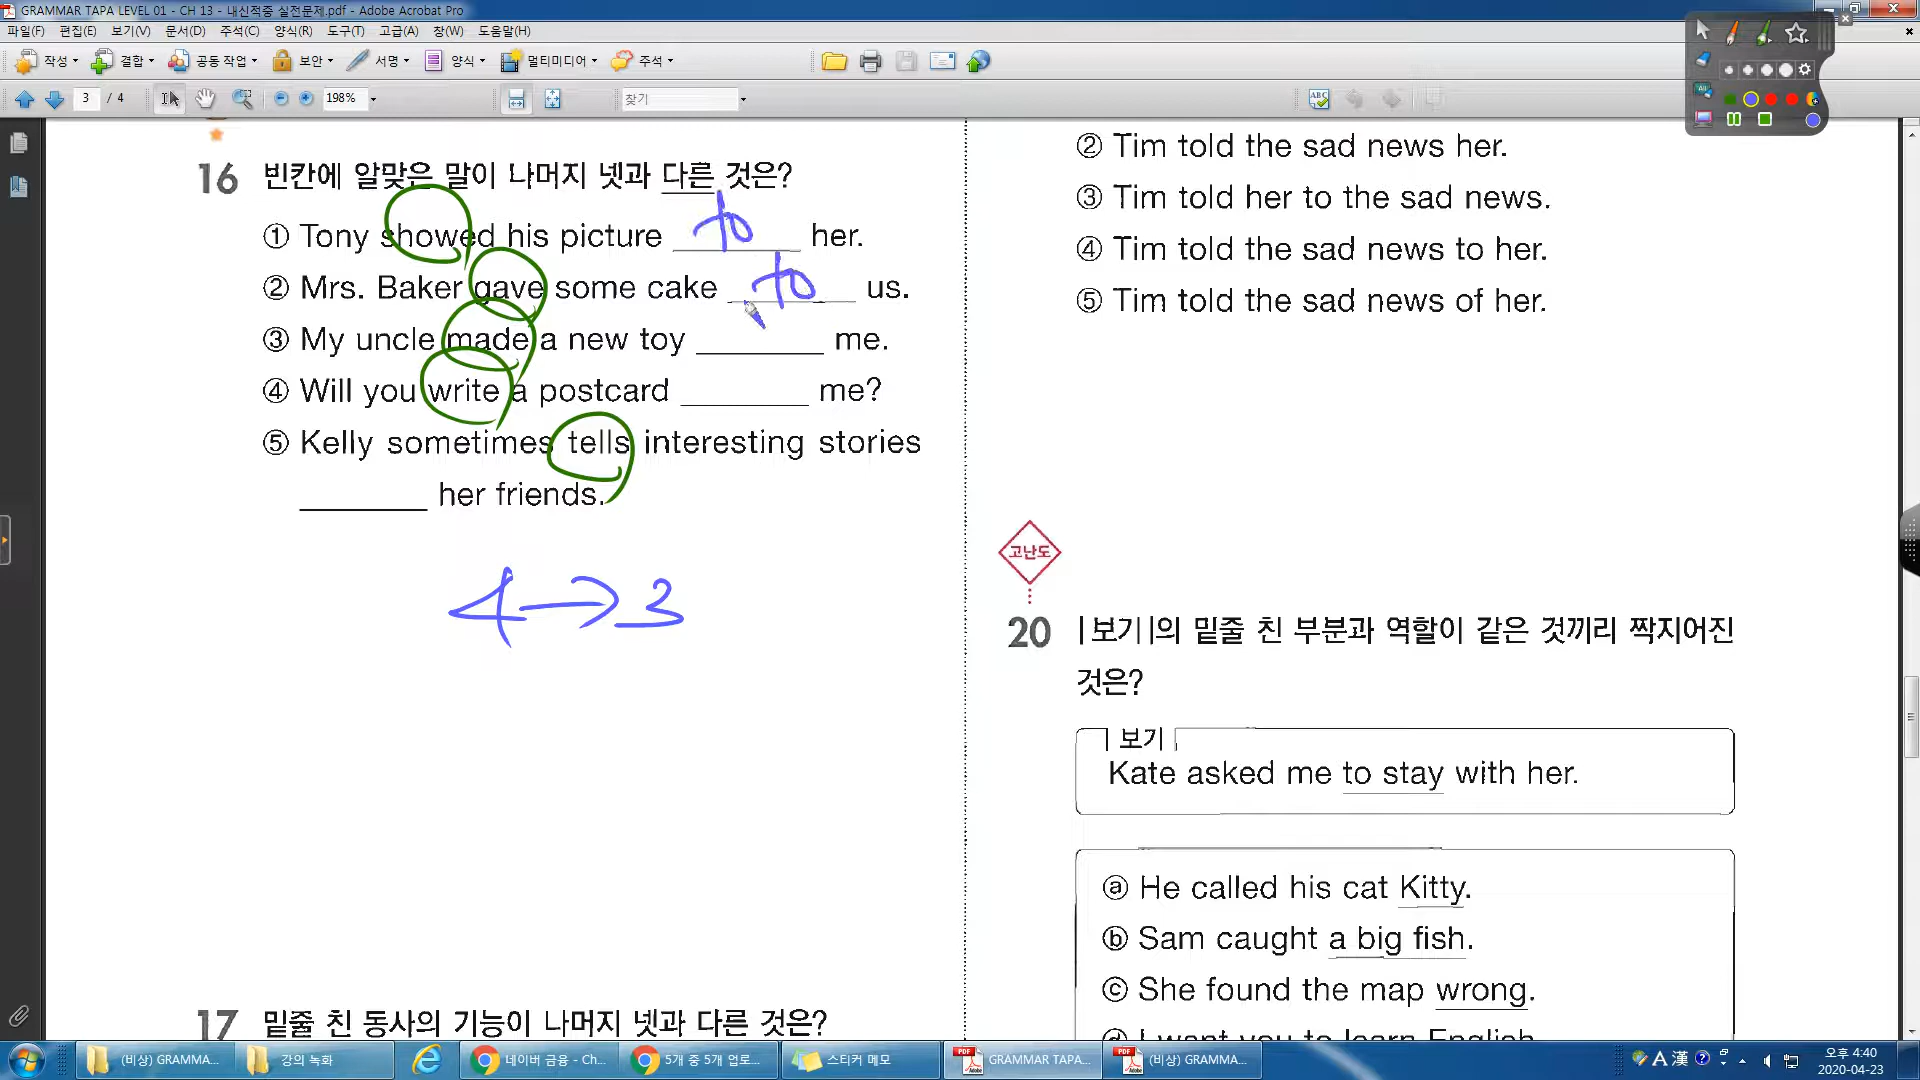 GRAMMAR TAPA LEVEL 01 - CH 13 - 내신적중 실전문제.pdf - Adobe Acrobat Pro
파일(F) 편집(E) 보기(V) 문서(D) 주석(C) 양식(R) 도구(T) 고급(A) 창(W) 도움말(H)
작성 결합 공동 작업 보안 서명 양식 멀티미디어 주석
3 / 4 198% 찾기
16 빈칸에 알맞은 말이 나머지 넷과 다른 것은?
① Tony showed his picture to her.
② Mrs. Baker gave some cake to us.
③ My uncle made a new toy ________ me.
④ Will you write a postcard ________ me?
⑤ Kelly sometimes tells interesting stories
________ her friends.
4 → 3
17 밑줄 친 동사의 기능이 나머지 넷과 다른 것은?
② Tim told the sad news her.
③ Tim told her to the sad news.
④ Tim told the sad news to her.
⑤ Tim told the sad news of her.
고난도
20 |보기|의 밑줄 친 부분과 역할이 같은 것끼리 짝지어진
것은?
보기
Kate asked me to stay with her.
ⓐ He called his cat Kitty.
ⓑ Sam caught a big fish.
ⓒ She found the map wrong.
ⓓ I want you to learn English
(비상) GRAMMA... 강의 녹화 네이버 금융 - Ch... 5개 중 5개 업로... 스티커 메모 GRAMMAR TAPA... (비상) GRAMMA...
A 漢
오후 4:40
2020-04-23